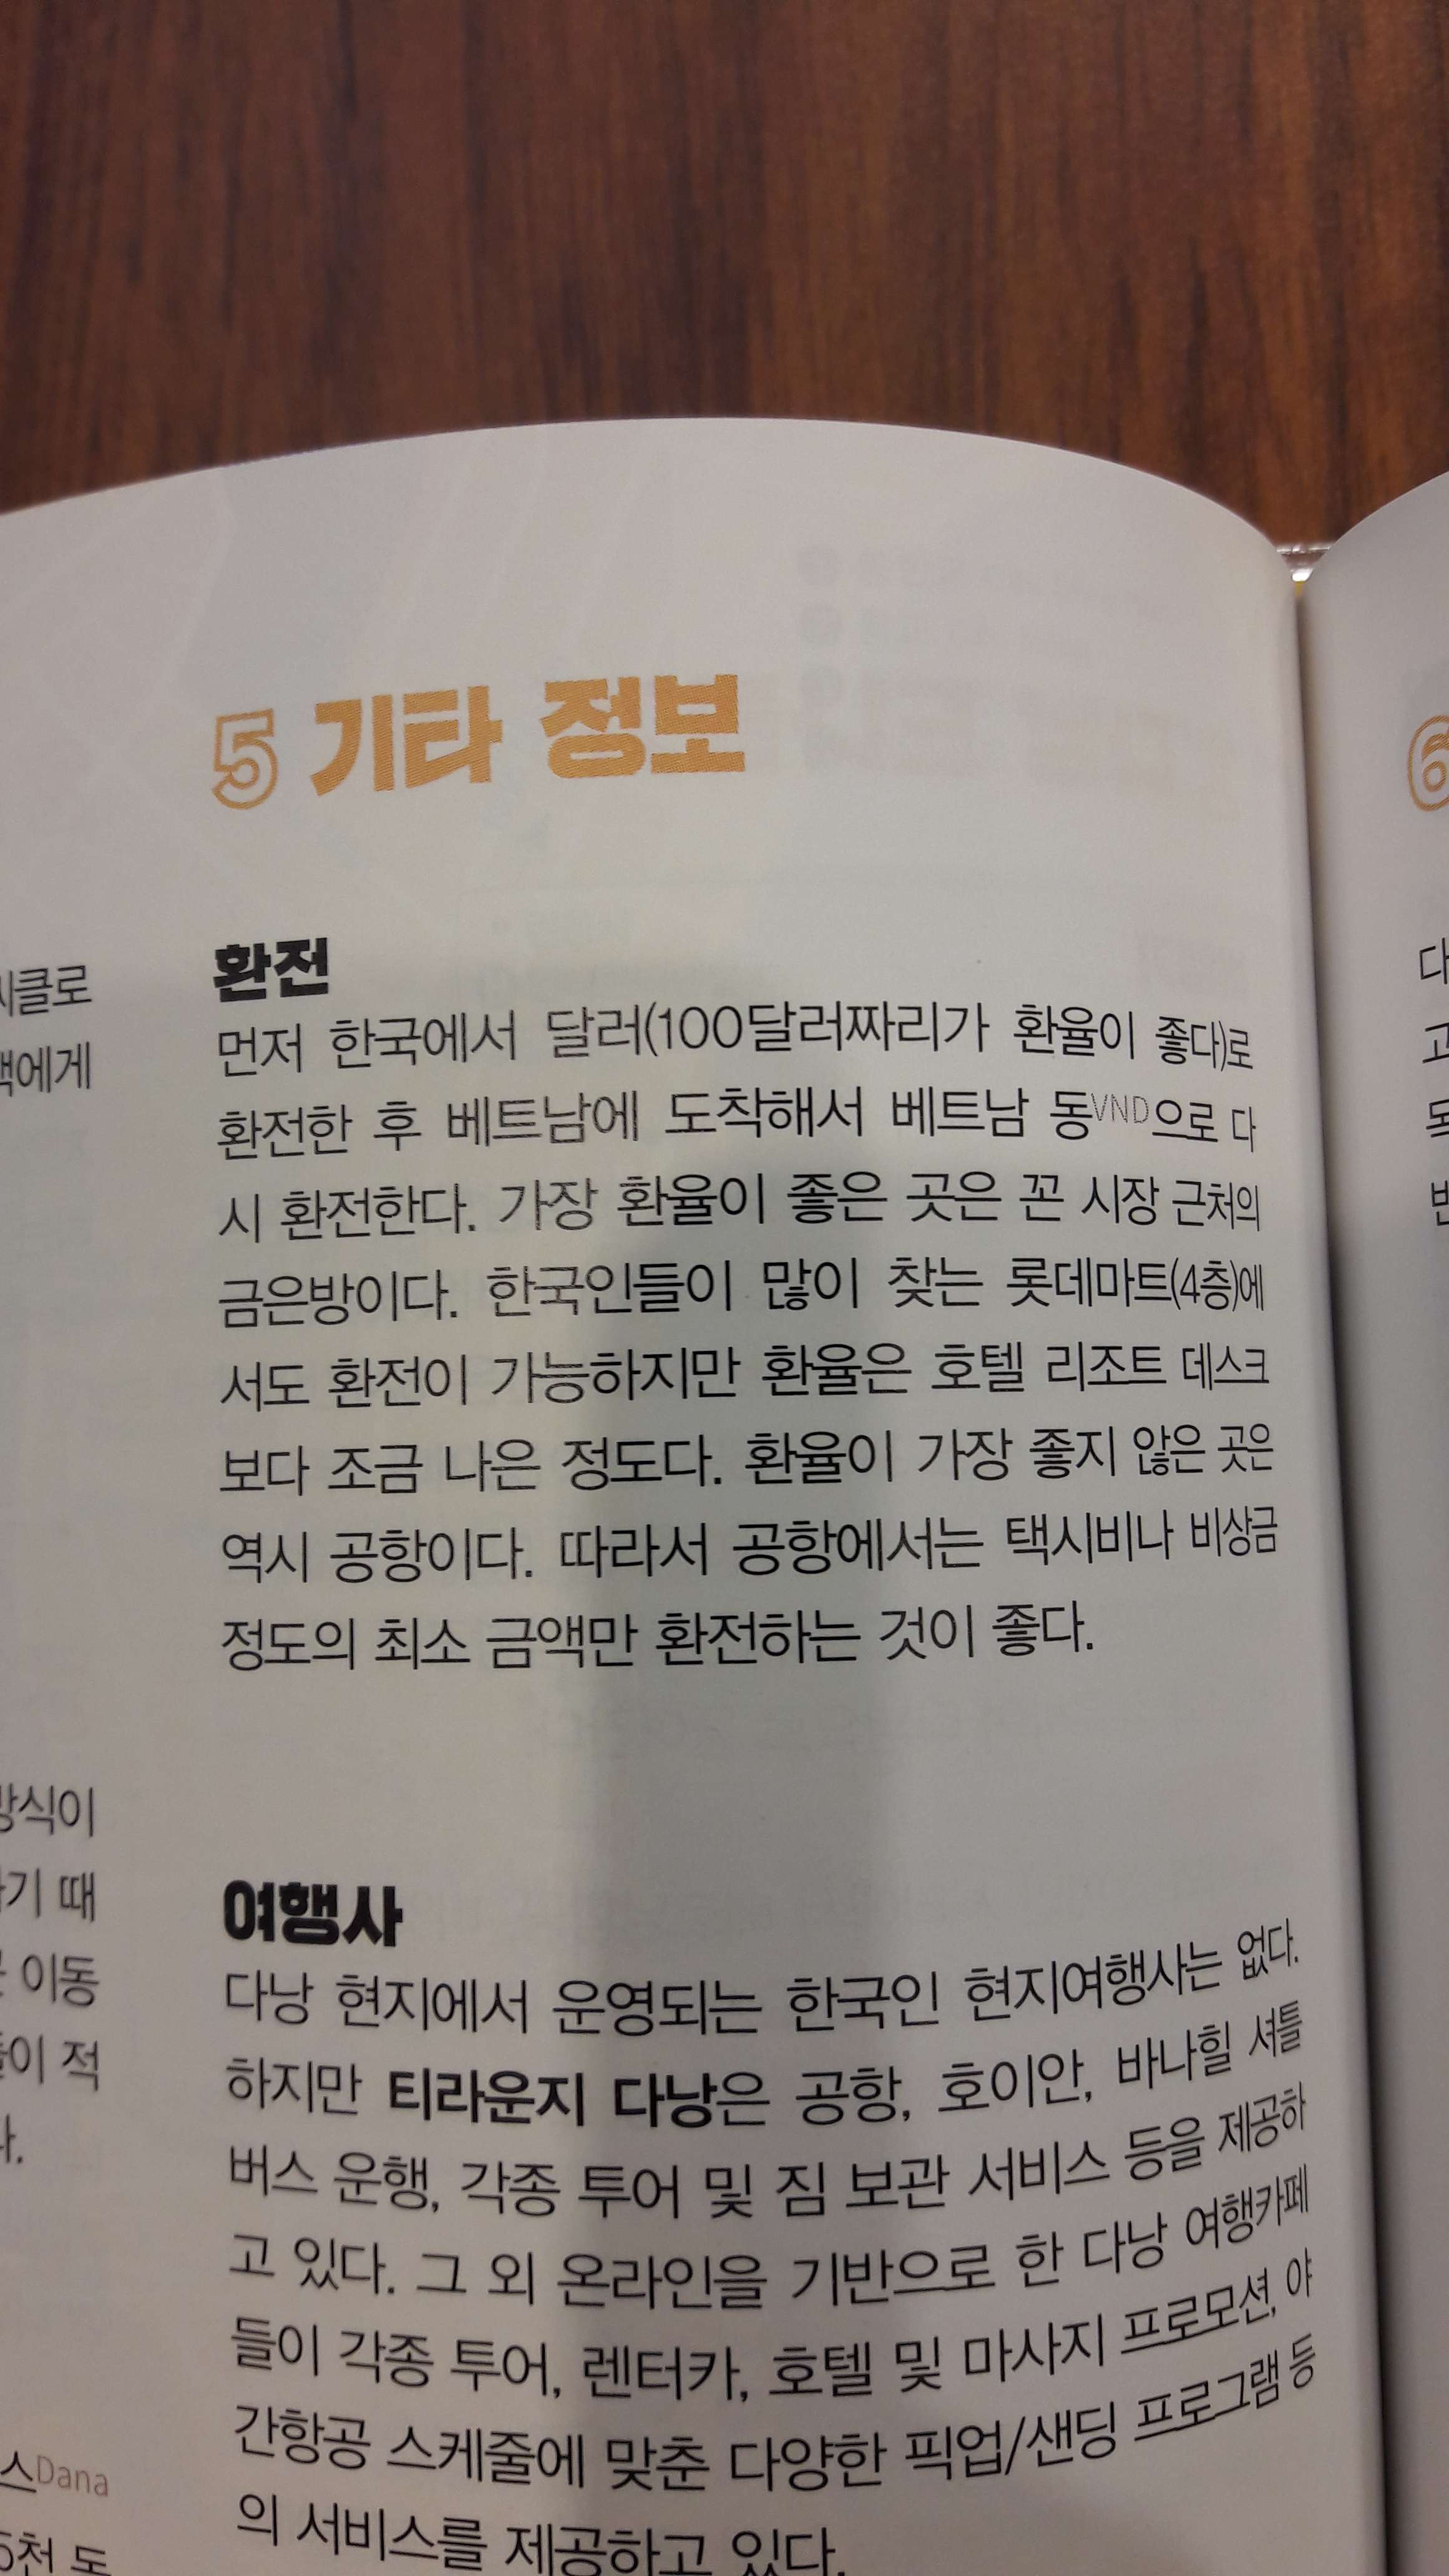 5 기타 정보
환전
먼저 한국에서 달러(100달러짜리가 환율이 좋다)로
환전한 후 베트남에 도착해서 베트남 동VND으로 다
시 환전한다. 가장 환율이 좋은 곳은 꼰 시장 근처의
금은방이다. 한국인들이 많이 찾는 롯데마트(4층)에
서도 환전이 가능하지만 환율은 호텔 리조트 데스크
보다 조금 나은 정도다. 환율이 가장 좋지 않은 곳은
역시 공항이다. 따라서 공항에서는 택시비나 비상금
정도의 최소 금액만 환전하는 것이 좋다.
여행사
다낭 현지에서 운영되는 한국인 현지여행사는 없다.
하지만 티라운지 다낭은 공항, 호이안, 바나힐 셔틀
버스 운행, 각종 투어 및 짐 보관 서비스 등을 제공하
고 있다. 그 외 온라인을 기반으로 한 다낭 여행카페
들이 각종 투어, 렌터카, 호텔 및 마사지 프로모션, 야
간항공 스케줄에 맞춘 다양한 픽업/샌딩 프로그램 등
의 서비스를 제공하고 있다.
시클로
에게
방식이
기 때
이동
들이 적
다.
스Dana
5천 동
6